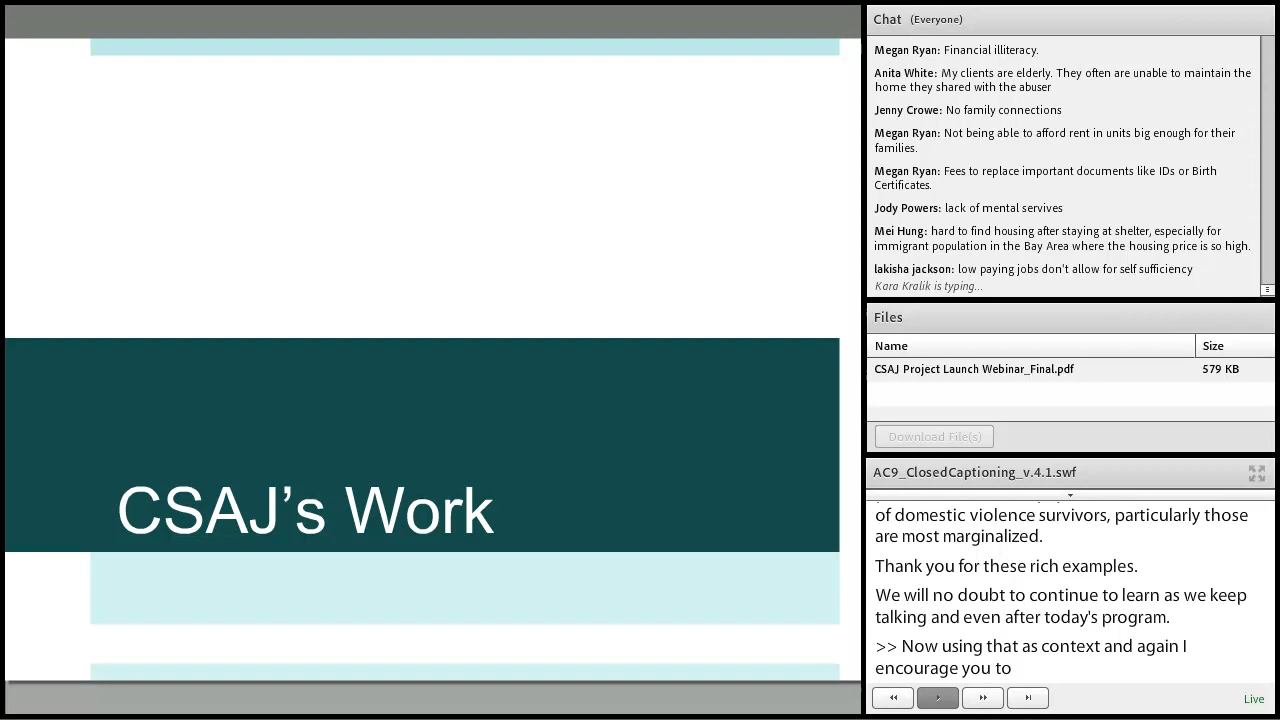 CSAJ’s Work
Chat (Everyone)
Megan Ryan: Financial illiteracy.
Anita White: My clients are elderly. They often are unable to maintain the
home they shared with the abuser
Jenny Crowe: No family connections
Megan Ryan: Not being able to afford rent in units big enough for their
families.
Megan Ryan: Fees to replace important documents like IDs or Birth
Certificates.
Jody Powers: lack of mental servives
Mei Hung: hard to find housing after staying at shelter, especially for
immigrant population in the Bay Area where the housing price is so high.
lakisha jackson: low paying jobs don't allow for self sufficiency
Kara Kralik is typing...
Files
Name Size
CSAJ Project Launch Webinar_Final.pdf 579 KB
Download File(s)
AC9_ClosedCaptioning_v.4.1.swf
of domestic violence survivors, particularly those
are most marginalized.
Thank you for these rich examples.
We will no doubt to continue to learn as we keep
talking and even after today's program.
>> Now using that as context and again I
encourage you to
Live